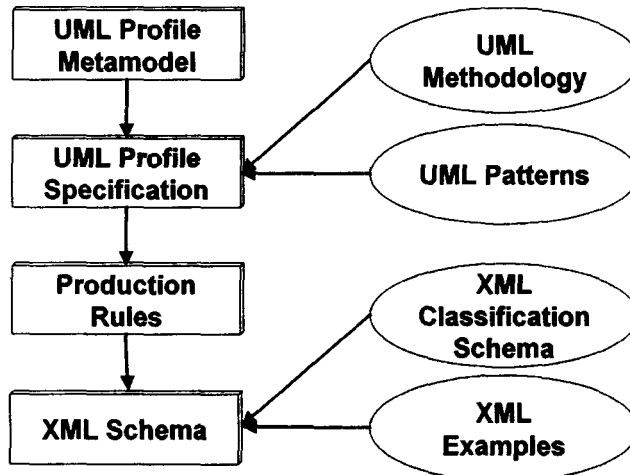 UML Profile
Metamodel
UML
Methodology
UML Profile
Specification
UML Patterns
Production
Rules
XML
Classification
Schema
XML Schema
XML
Examples